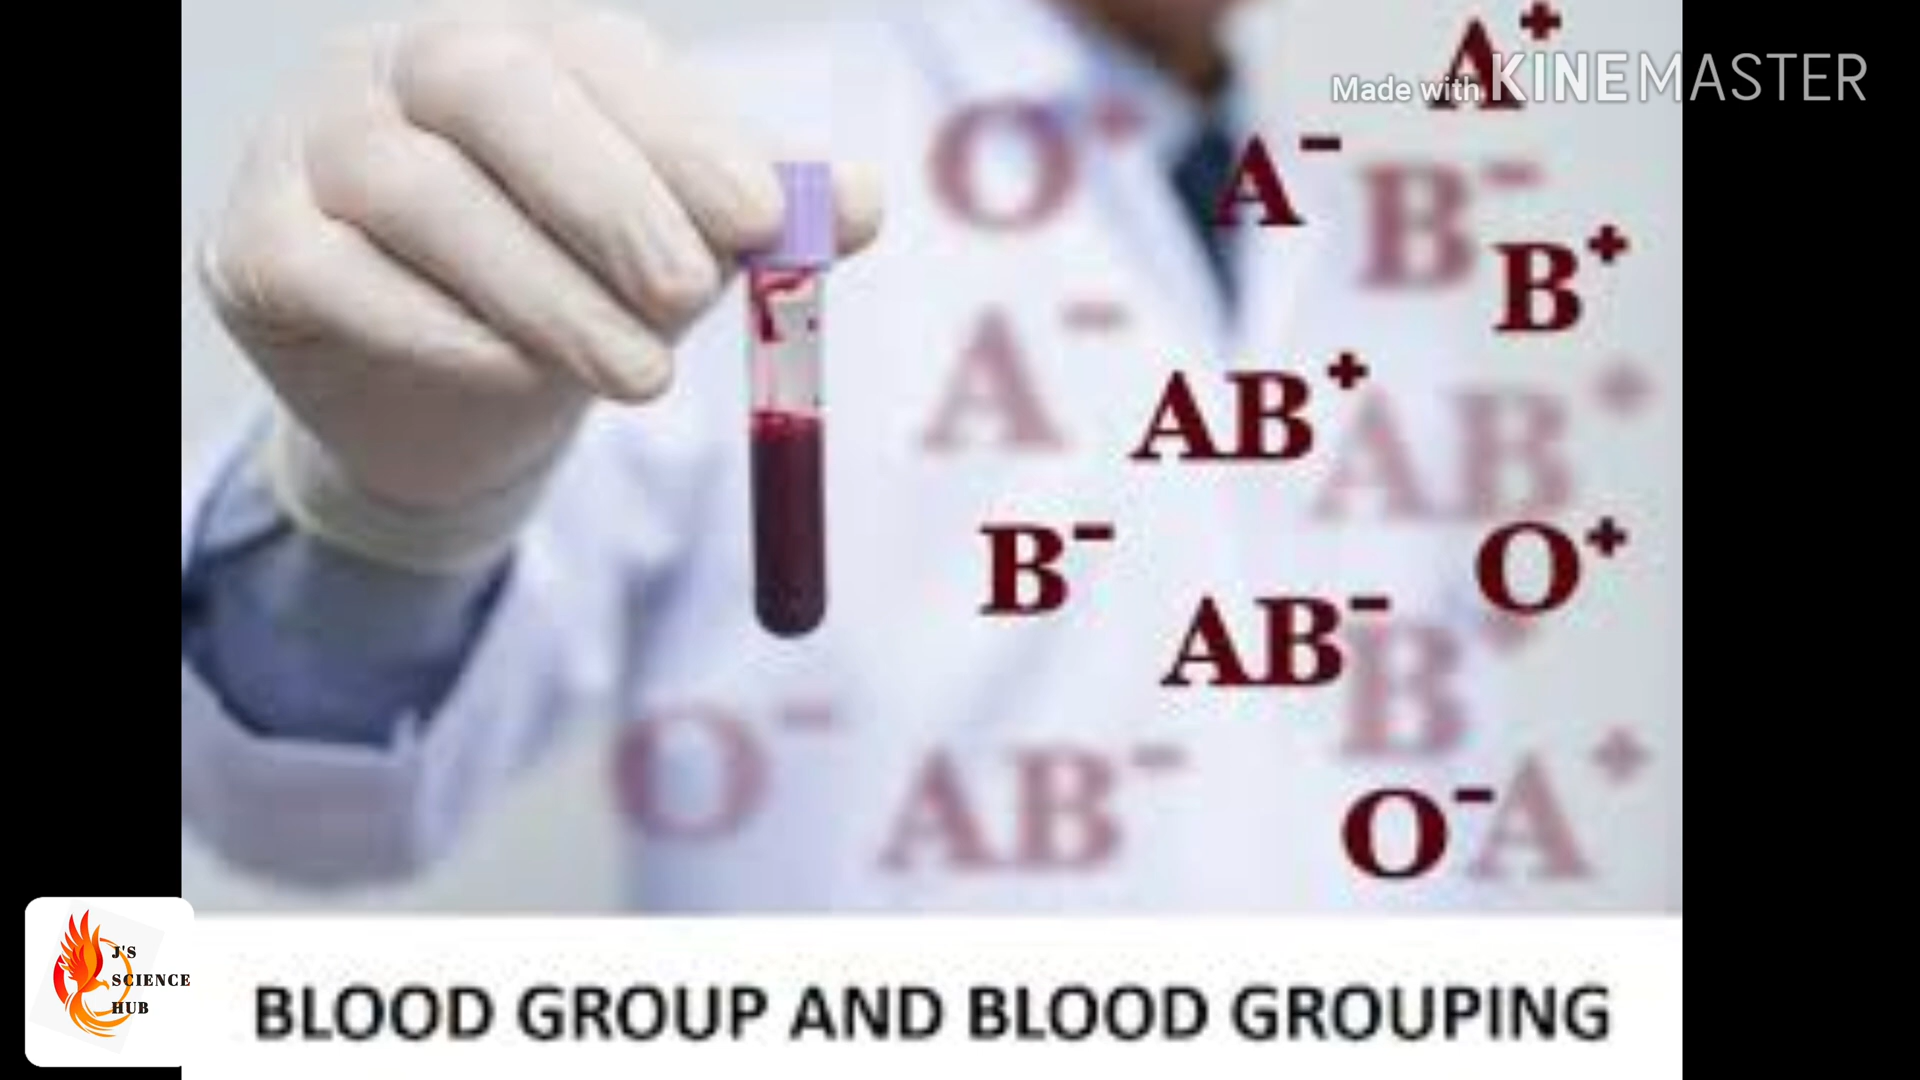 A+
Made with KINEMASTER
O+
A-
B-
B+
A-
AB+
AB+
B-
O+
AB-
B+
O-
AB-
A+
O-
J'S
SCIENCE
HUB
BLOOD GROUP AND BLOOD GROUPING